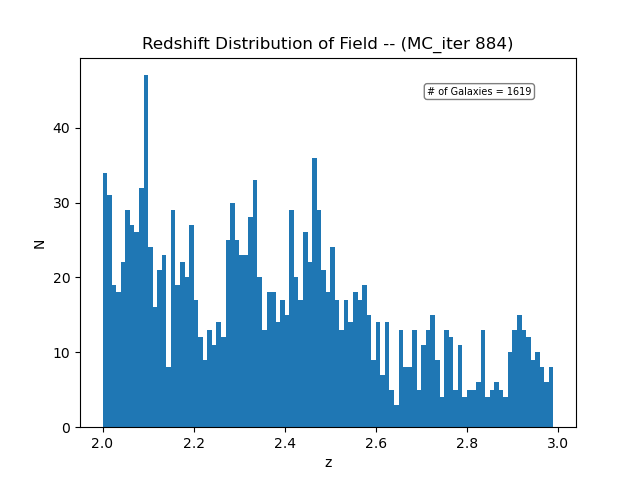 Redshift Distribution of Field -- (MC_iter 884)
# of Galaxies = 1619
40
30
20
10
0
N
2.0 2.2 2.4 2.6 2.8 3.0
z